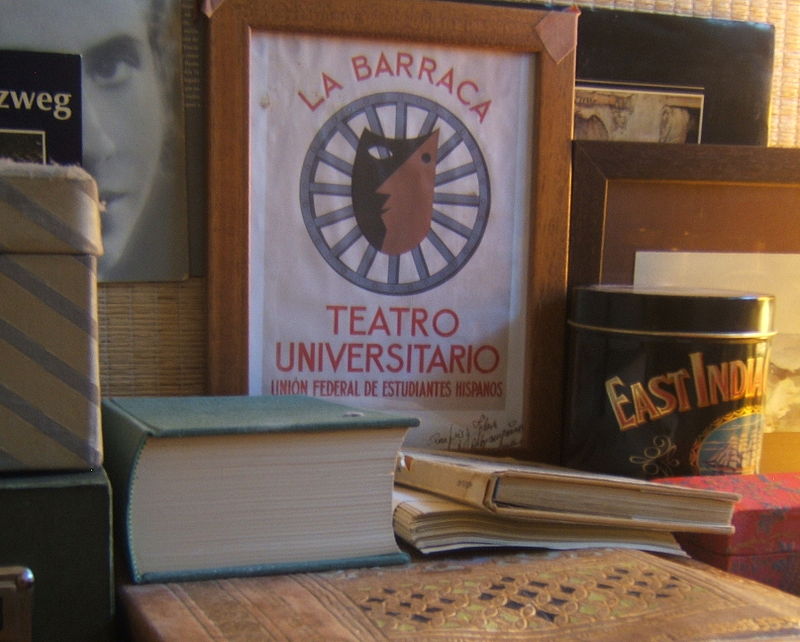 zweg
LA BARRACA
TEATRO
UNIVERSITARIO
UNIÓN FEDERAL DE ESTUDIANTES HISPANOS
EAST INDIA